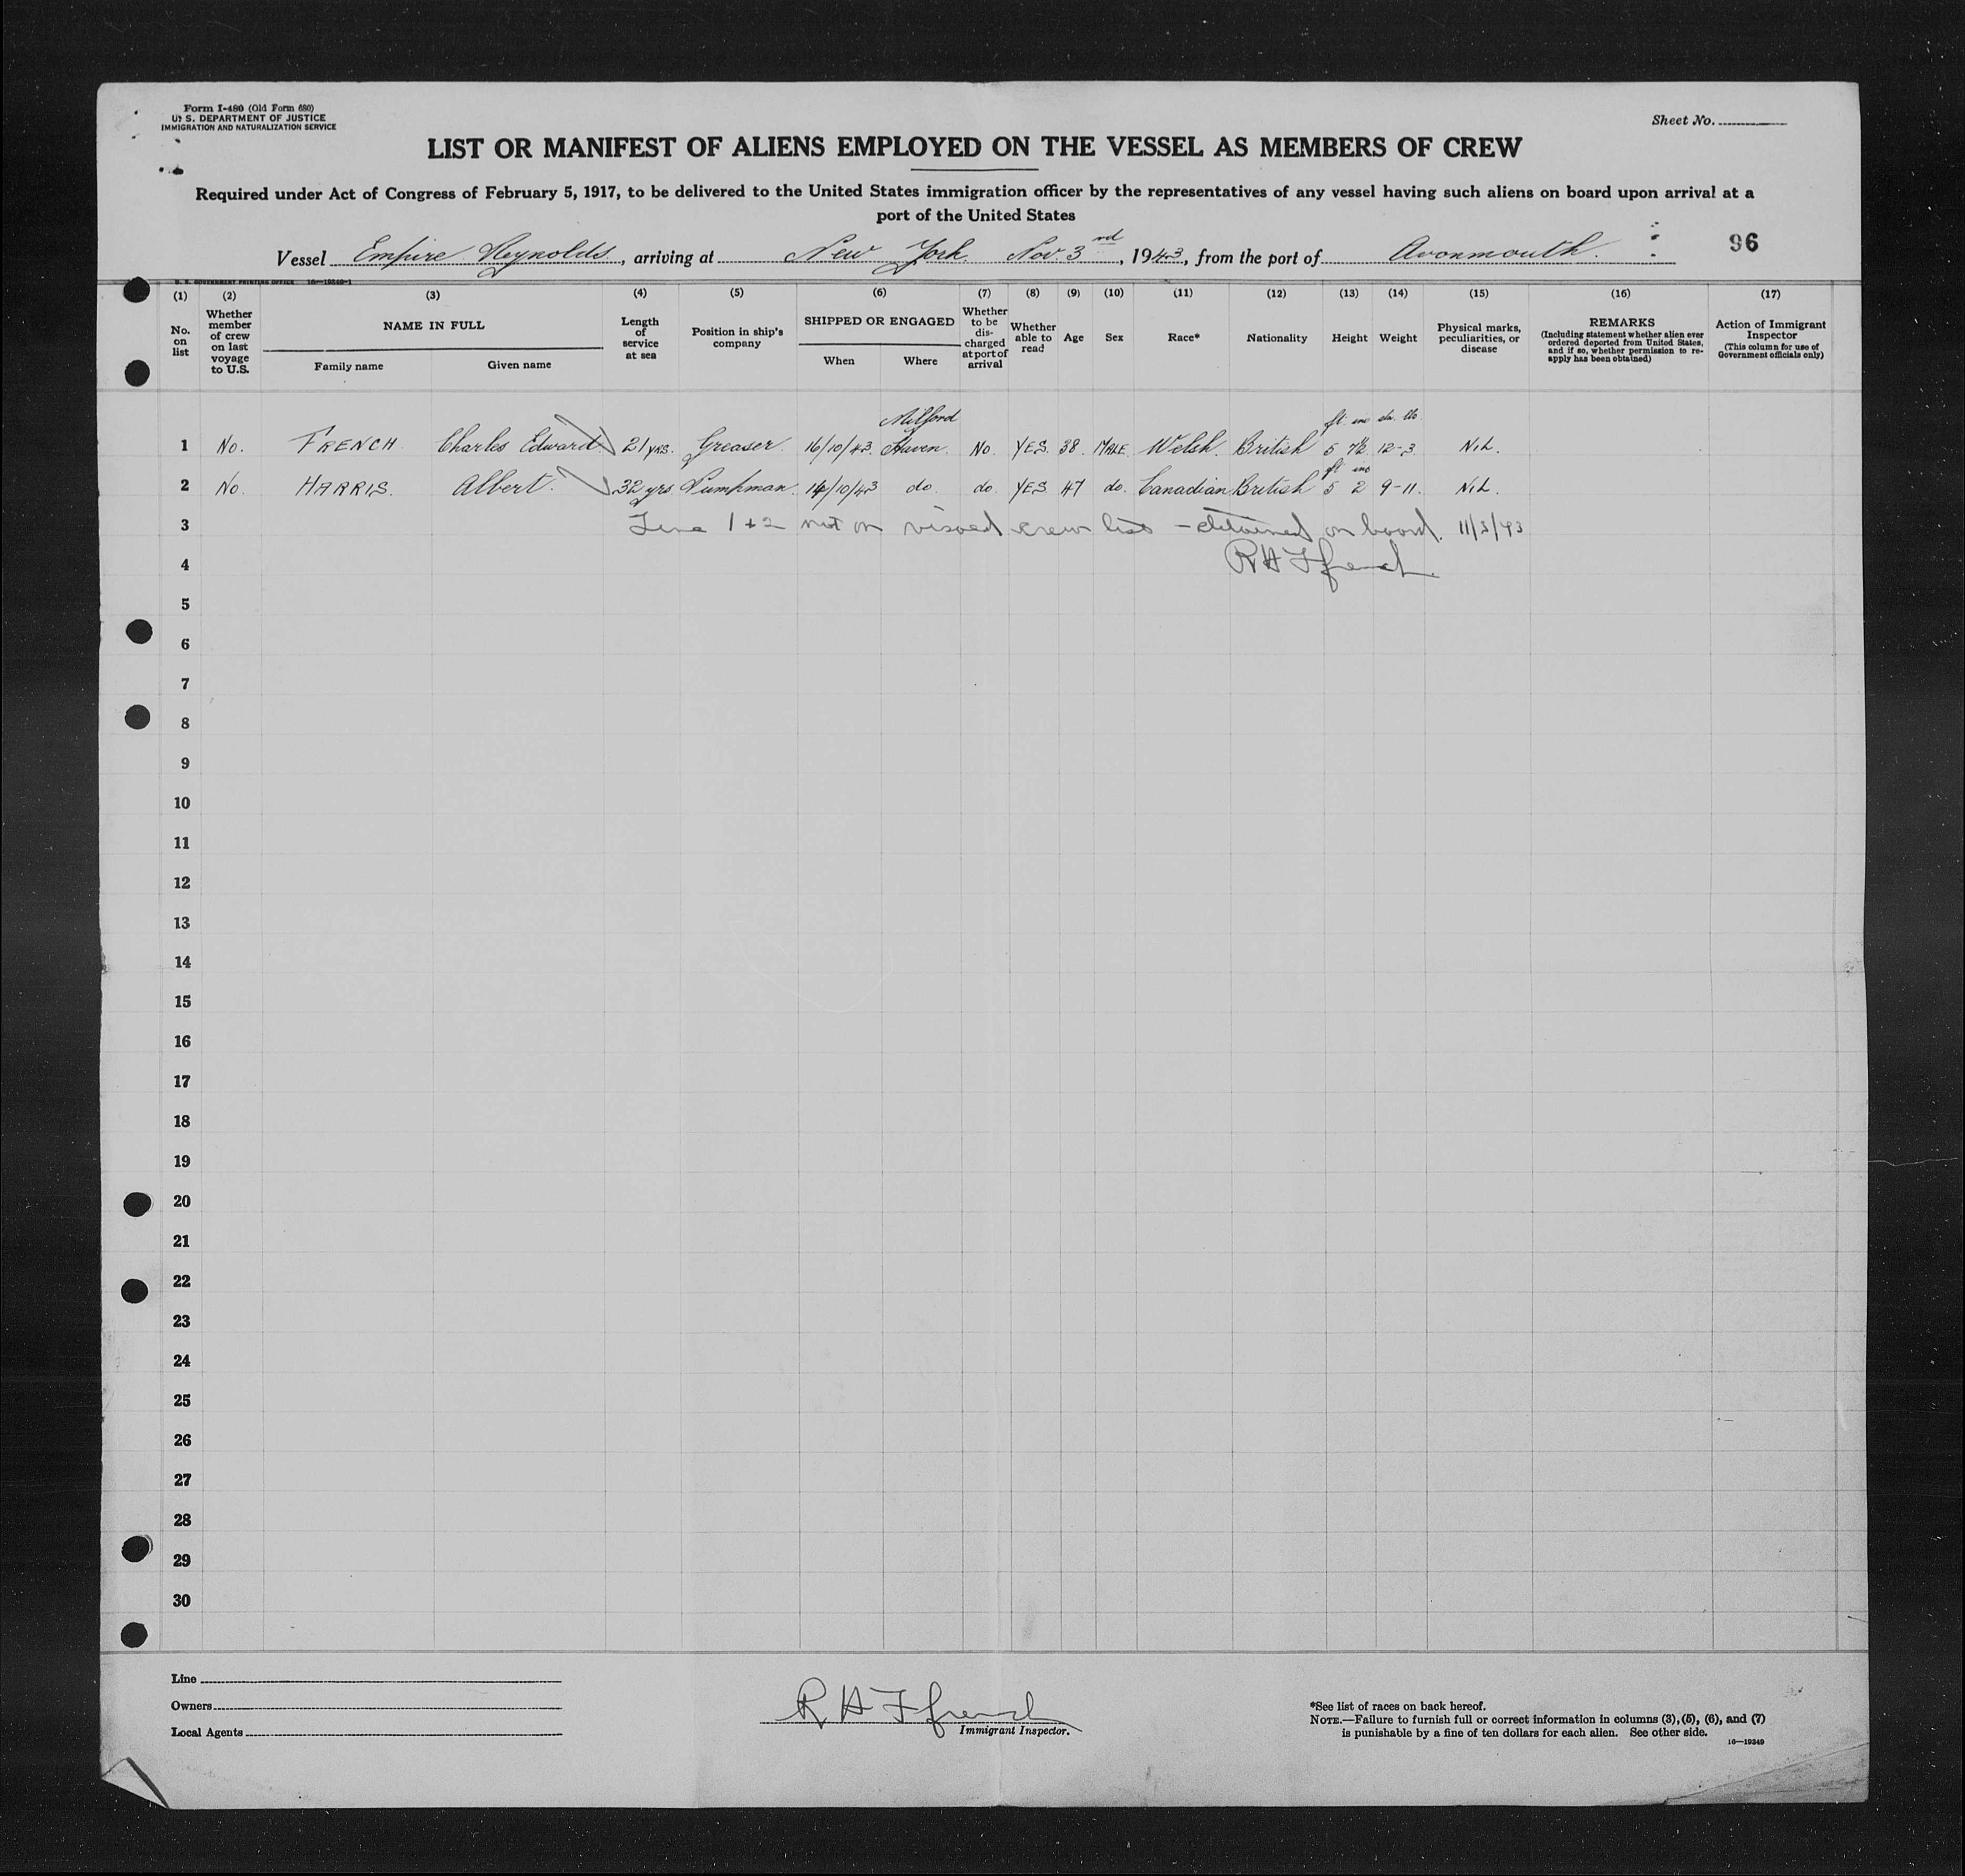 Form I-480 (Old Form 680)
U. S. DEPARTMENT OF JUSTICE
IMMIGRATION AND NATURALIZATION SERVICE
Sheet No.
LIST OR MANIFEST OF ALIENS EMPLOYED ON THE VESSEL AS MEMBERS OF CREW
Required under Act of Congress of February 5, 1917, to be delivered to the United States immigration officer by the representatives of any vessel having such aliens on board upon arrival at a
port of the United States
Vessel Empire Reynolds, arriving at New York. Nov. 3rd, 1943, from the port of Avonmouth. 96
U. S. GOVERNMENT PRINTING OFFICE 16—19349-1
(1) (2) (3) (4) (5) (6) (7) (8) (9) (10) (11) (12) (13) (14) (15) (16) (17)
No. on list
Whether member of crew on last voyage to U.S.
NAME IN FULL
Family name
Given name
Length of service at sea
Position in ship's company
SHIPPED OR ENGAGED
When
Where
Whether to be discharged at port of arrival
Whether able to read
Age
Sex
Race*
Nationality
Height
Weight
Physical marks, peculiarities, or disease
REMARKS
(Including statement whether alien ever ordered deported from United States, and if so, whether permission to reapply has been obtained)
Action of Immigrant Inspector
(This column for use of Government officials only)
Milford ft. ins st. lb.
1 No. FRENCH. Charles Edward. 21 yrs. Greaser. 16/10/43. Haven. No. YES. 38. MALE. Welsh. British 5 7½ 12-3. NIL.
ft ins
2 No. HARRIS. Albert. 32 yrs Pumpman. 14/10/43 do. do. YES. 47 do. Canadian British 5 2 9-11. NIL.
3 Line 1 + 2 not on visaed crew list - detained on board. 11/3/43
4 R H Ffrench
5
6
7
8
9
10
11
12
13
14
15
16
17
18
19
20
21
22
23
24
25
26
27
28
29
30
Line
Owners
Local Agents
R H Ffrench
Immigrant Inspector.
*See list of races on back hereof.
NOTE.—Failure to furnish full or correct information in columns (3), (5), (6), and (7)
is punishable by a fine of ten dollars for each alien. See other side.
16—19349